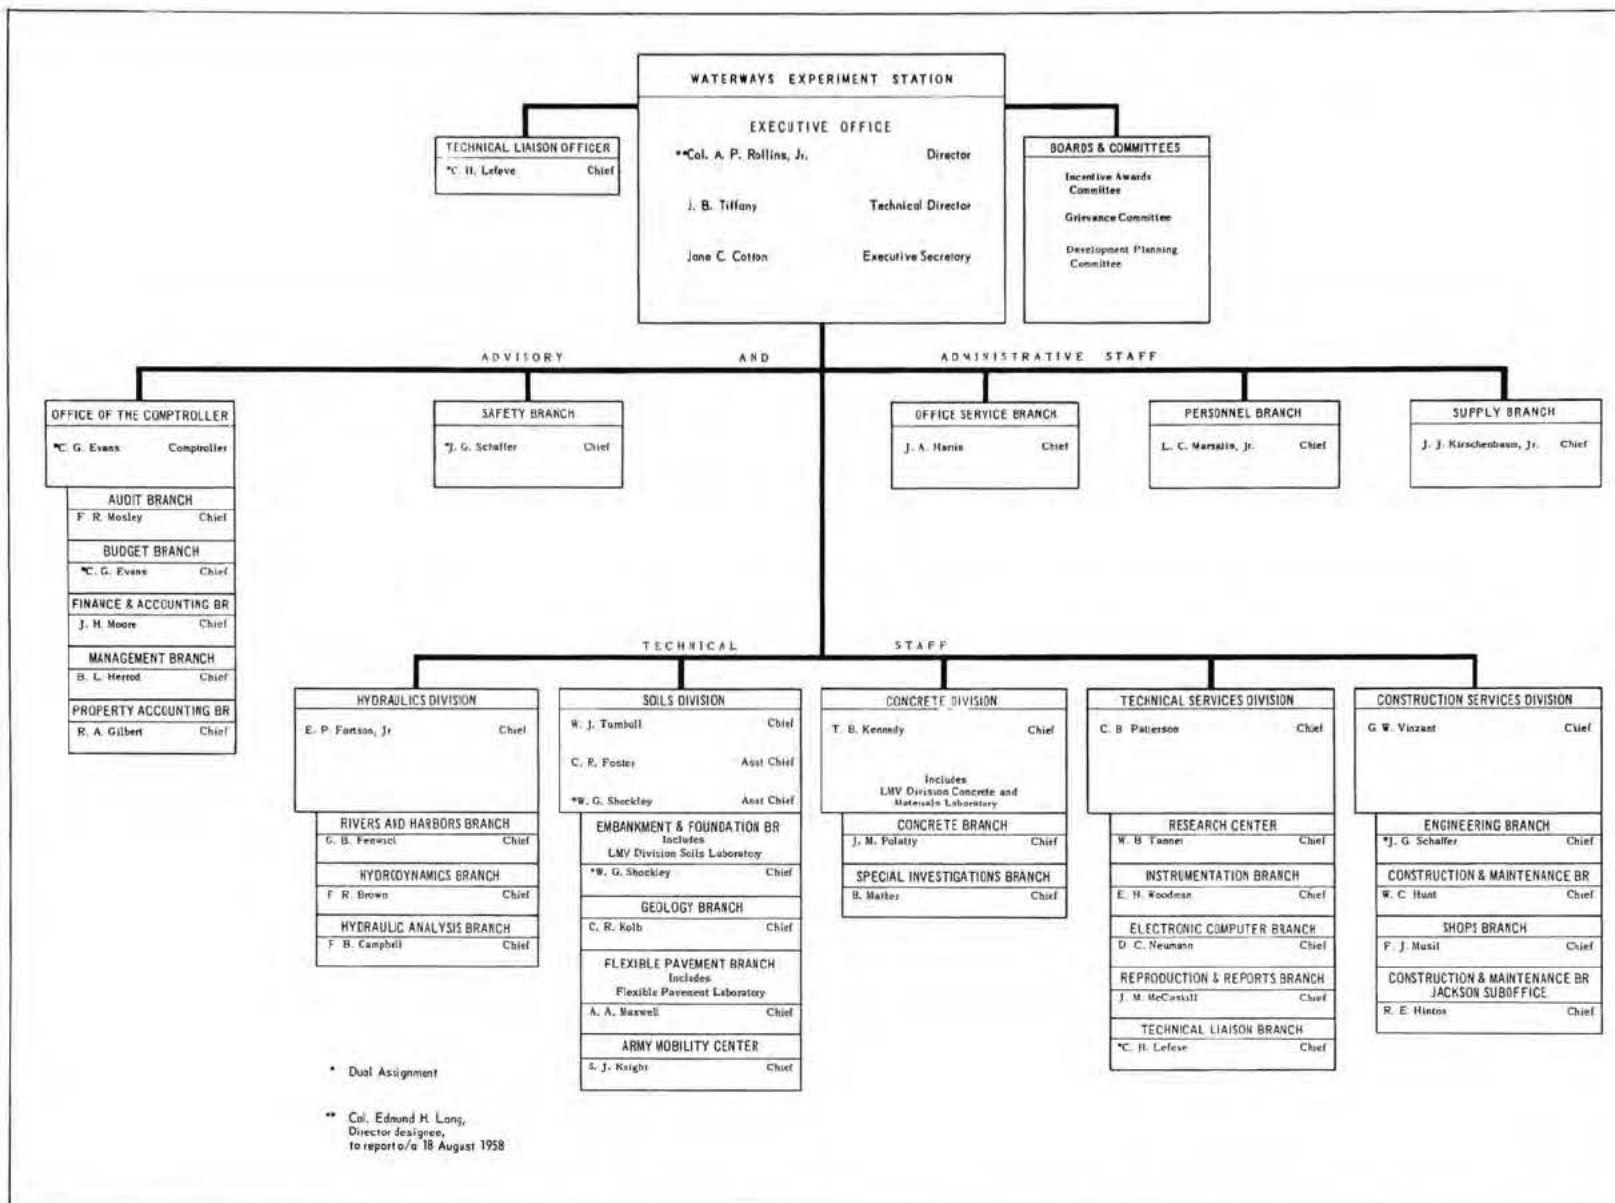 WATERWAYS EXPERIMENT STATION
EXECUTIVE OFFICE
**Col. A. P. Rollins, Jr. Director
J. B. Tiffany Technical Director
Jane C. Cotton Executive Secretary
TECHNICAL LIAISON OFFICER
*C. H. Lefeve Chief
BOARDS & COMMITTEES
Incentive Awards
Committee
Grievance Committee
Development Planning
Committee
ADVISORY AND ADMINISTRATIVE STAFF
OFFICE OF THE COMPTROLLER
*C. G. Evans Comptroller
AUDIT BRANCH
F. R. Mosley Chief
BUDGET BRANCH
*C. G. Evans Chief
FINANCE & ACCOUNTING BR
J. H. Moore Chief
MANAGEMENT BRANCH
B. L. Herrod Chief
PROPERTY ACCOUNTING BR
R. A. Gilbert Chief
SAFETY BRANCH
*J. G. Schaffer Chief
OFFICE SERVICE BRANCH
J. A. Harris Chief
PERSONNEL BRANCH
L. C. Marsalis, Jr. Chief
SUPPLY BRANCH
J. J. Kirschenbaum, Jr. Chief
TECHNICAL STAFF
HYDRAULICS DIVISION
E. P. Fortson, Jr Chief
RIVERS AND HARBORS BRANCH
G. B. Fenwick Chief
HYDRODYNAMICS BRANCH
F. R. Brown Chief
HYDRAULIC ANALYSIS BRANCH
F. B. Campbell Chief
SOILS DIVISION
W. J. Turnbull Chief
C. R. Foster Asst Chief
*W. G. Shockley Asst Chief
EMBANKMENT & FOUNDATION BR
Includes
LMV Division Soils Laboratory
*W. G. Shockley Chief
GEOLOGY BRANCH
C. R. Kolb Chief
FLEXIBLE PAVEMENT BRANCH
Includes
Flexible Pavement Laboratory
A. A. Maxwell Chief
ARMY MOBILITY CENTER
S. J. Knight Chief
CONCRETE DIVISION
T. B. Kennedy Chief
Includes
LMV Division Concrete and
Materials Laboratory
CONCRETE BRANCH
J. M. Polatty Chief
SPECIAL INVESTIGATIONS BRANCH
B. Mather Chief
TECHNICAL SERVICES DIVISION
C. B. Patterson Chief
RESEARCH CENTER
W. B. Tanner Chief
INSTRUMENTATION BRANCH
E. H. Woodman Chief
ELECTRONIC COMPUTER BRANCH
D. C. Neumann Chief
REPRODUCTION & REPORTS BRANCH
J. M. McCaskill Chief
TECHNICAL LIAISON BRANCH
*C. H. Lefeve Chief
CONSTRUCTION SERVICES DIVISION
G. W. Vinzant Chief
ENGINEERING BRANCH
*J. G. Schaffer Chief
CONSTRUCTION & MAINTENANCE BR
W. C. Hunt Chief
SHOPS BRANCH
F. J. Musil Chief
CONSTRUCTION & MAINTENANCE BR
JACKSON SUBOFFICE
R. E. Hinton Chief
* Dual Assignment
** Col. Edmund H. Lang,
Director designee,
to report o/a 18 August 1958